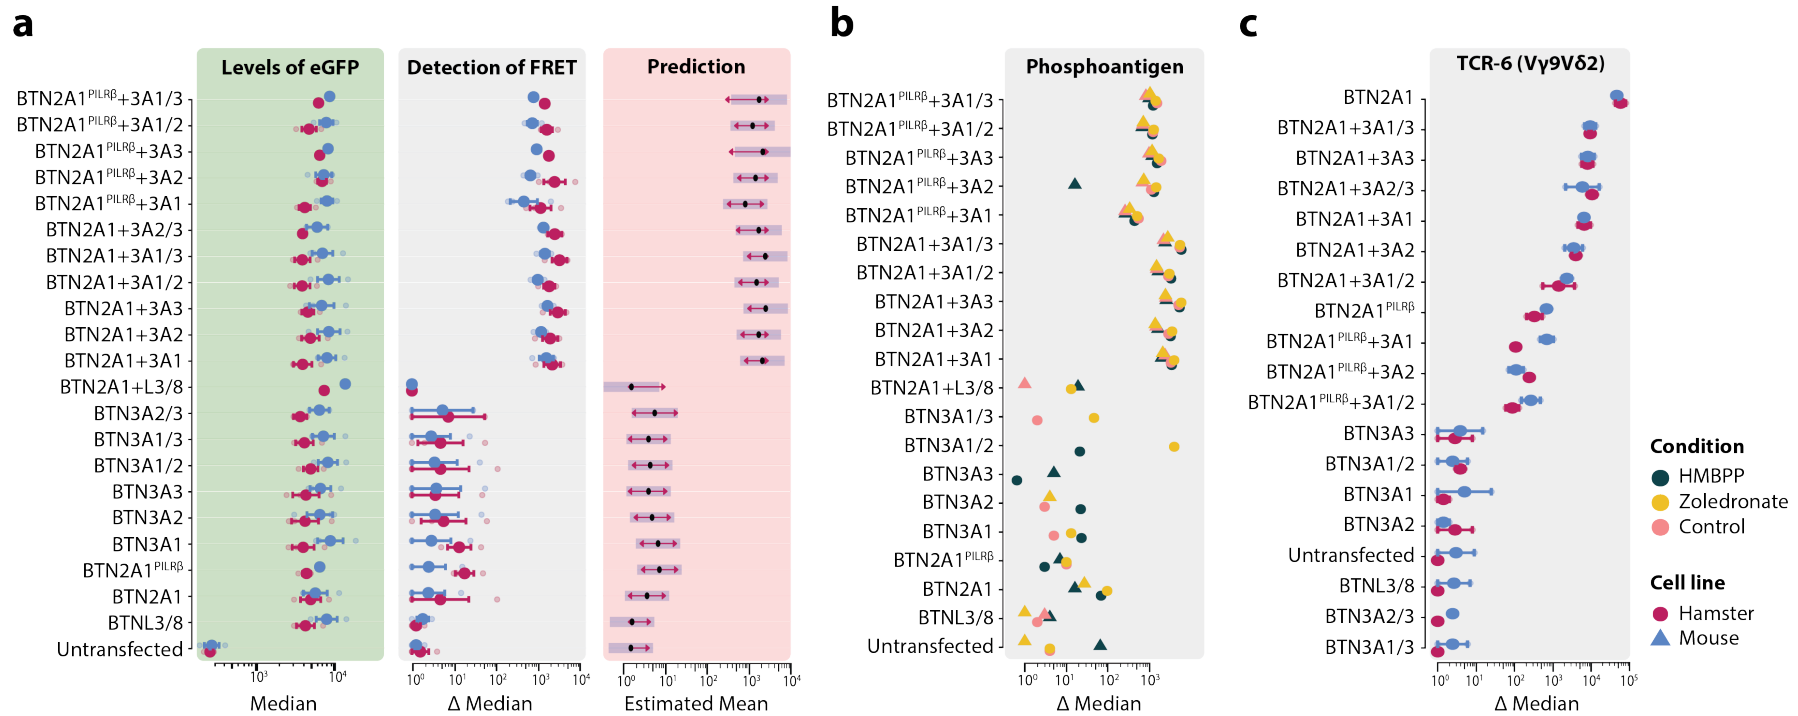 a
Levels of eGFP
Detection of FRET
Prediction
BTN2A1PILRβ+3A1/3
BTN2A1PILRβ+3A1/2
BTN2A1PILRβ+3A3
BTN2A1PILRβ+3A2
BTN2A1PILRβ+3A1
BTN2A1+3A2/3
BTN2A1+3A1/3
BTN2A1+3A1/2
BTN2A1+3A3
BTN2A1+3A2
BTN2A1+3A1
BTN2A1+L3/8
BTN3A2/3
BTN3A1/3
BTN3A1/2
BTN3A3
BTN3A2
BTN3A1
BTN2A1PILRβ
BTN2A1
BTNL3/8
Untransfected
10³ 10⁴
Median
10⁰ 10¹ 10² 10³ 10⁴
Δ Median
10⁰ 10¹ 10² 10³ 10⁴
Estimated Mean
b
Phosphoantigen
BTN2A1PILRβ+3A1/3
BTN2A1PILRβ+3A1/2
BTN2A1PILRβ+3A3
BTN2A1PILRβ+3A2
BTN2A1PILRβ+3A1
BTN2A1+3A1/3
BTN2A1+3A1/2
BTN2A1+3A3
BTN2A1+3A2
BTN2A1+3A1
BTN2A1+L3/8
BTN3A1/3
BTN3A1/2
BTN3A3
BTN3A2
BTN3A1
BTN2A1PILRβ
BTN2A1
BTNL3/8
Untransfected
10⁰ 10¹ 10² 10³
Δ Median
c
TCR-6 (Vγ9Vδ2)
BTN2A1
BTN2A1+3A1/3
BTN2A1+3A3
BTN2A1+3A2/3
BTN2A1+3A1
BTN2A1+3A2
BTN2A1+3A1/2
BTN2A1PILRβ
BTN2A1PILRβ+3A1
BTN2A1PILRβ+3A2
BTN2A1PILRβ+3A1/2
BTN3A3
BTN3A1/2
BTN3A1
BTN3A2
Untransfected
BTNL3/8
BTN3A2/3
BTN3A1/3
10⁰ 10¹ 10² 10³ 10⁴ 10⁵
Δ Median
Condition
HMBPP
Zoledronate
Control
Cell line
Hamster
Mouse